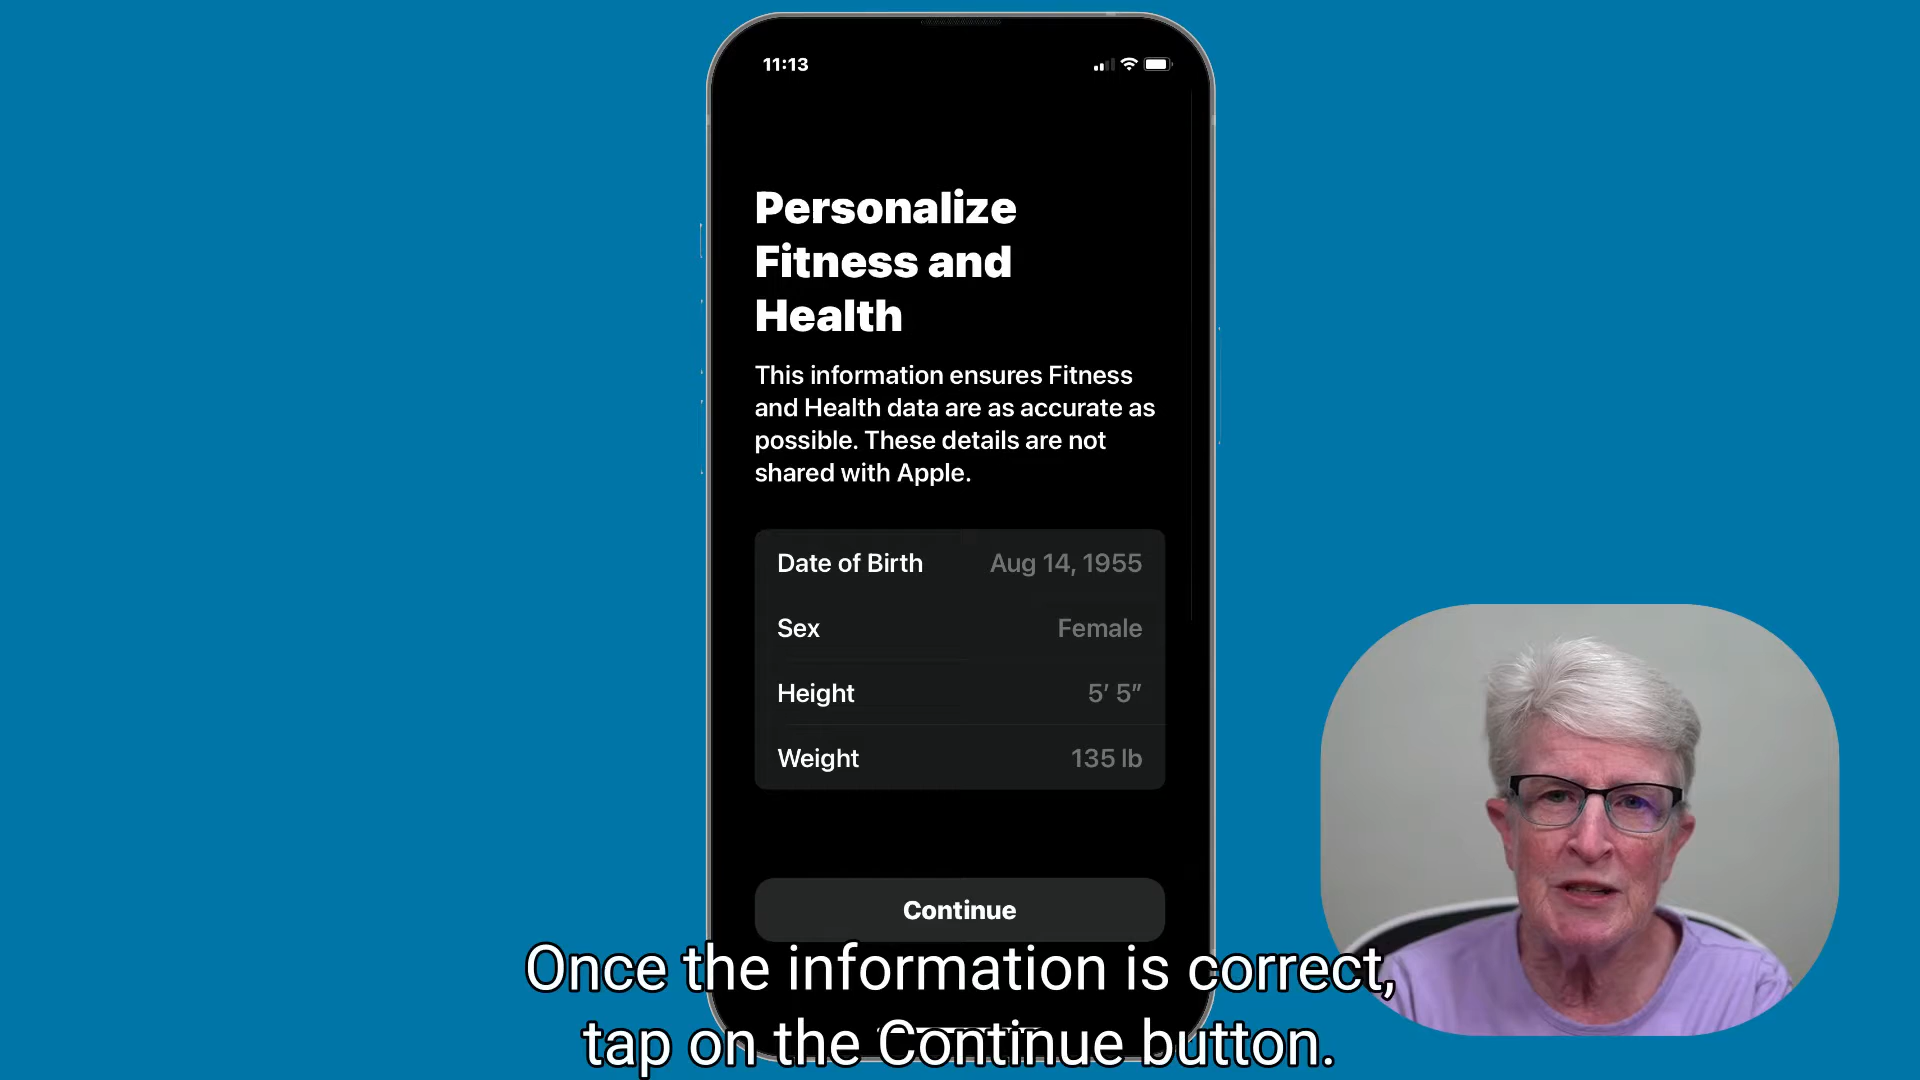 11:13
Personalize
Fitness and
Health
This information ensures Fitness
and Health data are as accurate as
possible. These details are not
shared with Apple.
Date of Birth Aug 14, 1955
Sex Female
Height 5′ 5″
Weight 135 lb
Continue
Once the information is correct,
tap on the Continue button.